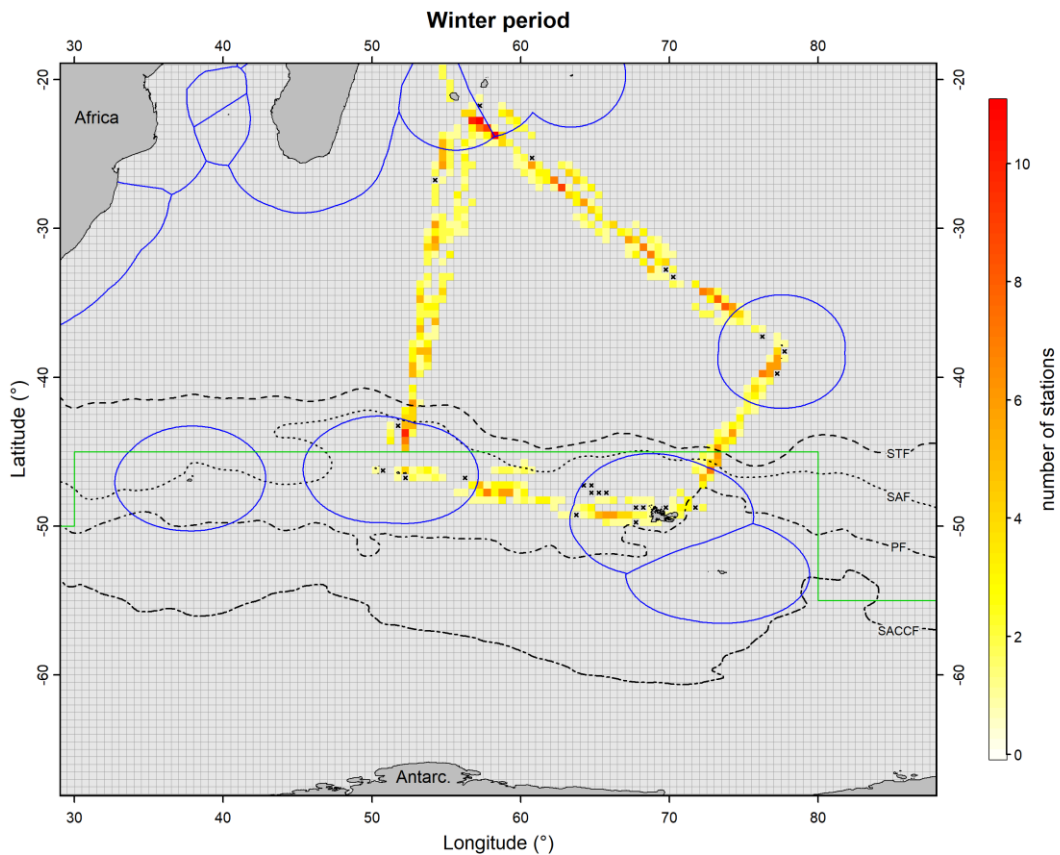 Winter period
30 40 50 60 70 80
-20 -20
Africa
10
-30 -30
8
Latitude (°)
-40 -40
6
number of stations
STF
SAF
4
-50 -50
PF
2
SACCF
-60 -60
0
Antarc.
30 40 50 60 70 80
Longitude (°)